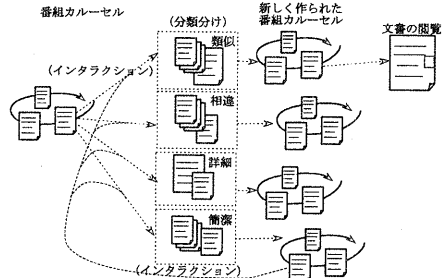 番組カルーセル
(分類分け)
新しく作られた
番組カルーセル
文書の閲覧
類似
(インタラクション)
相違
詳細
簡潔
(インタラクション)